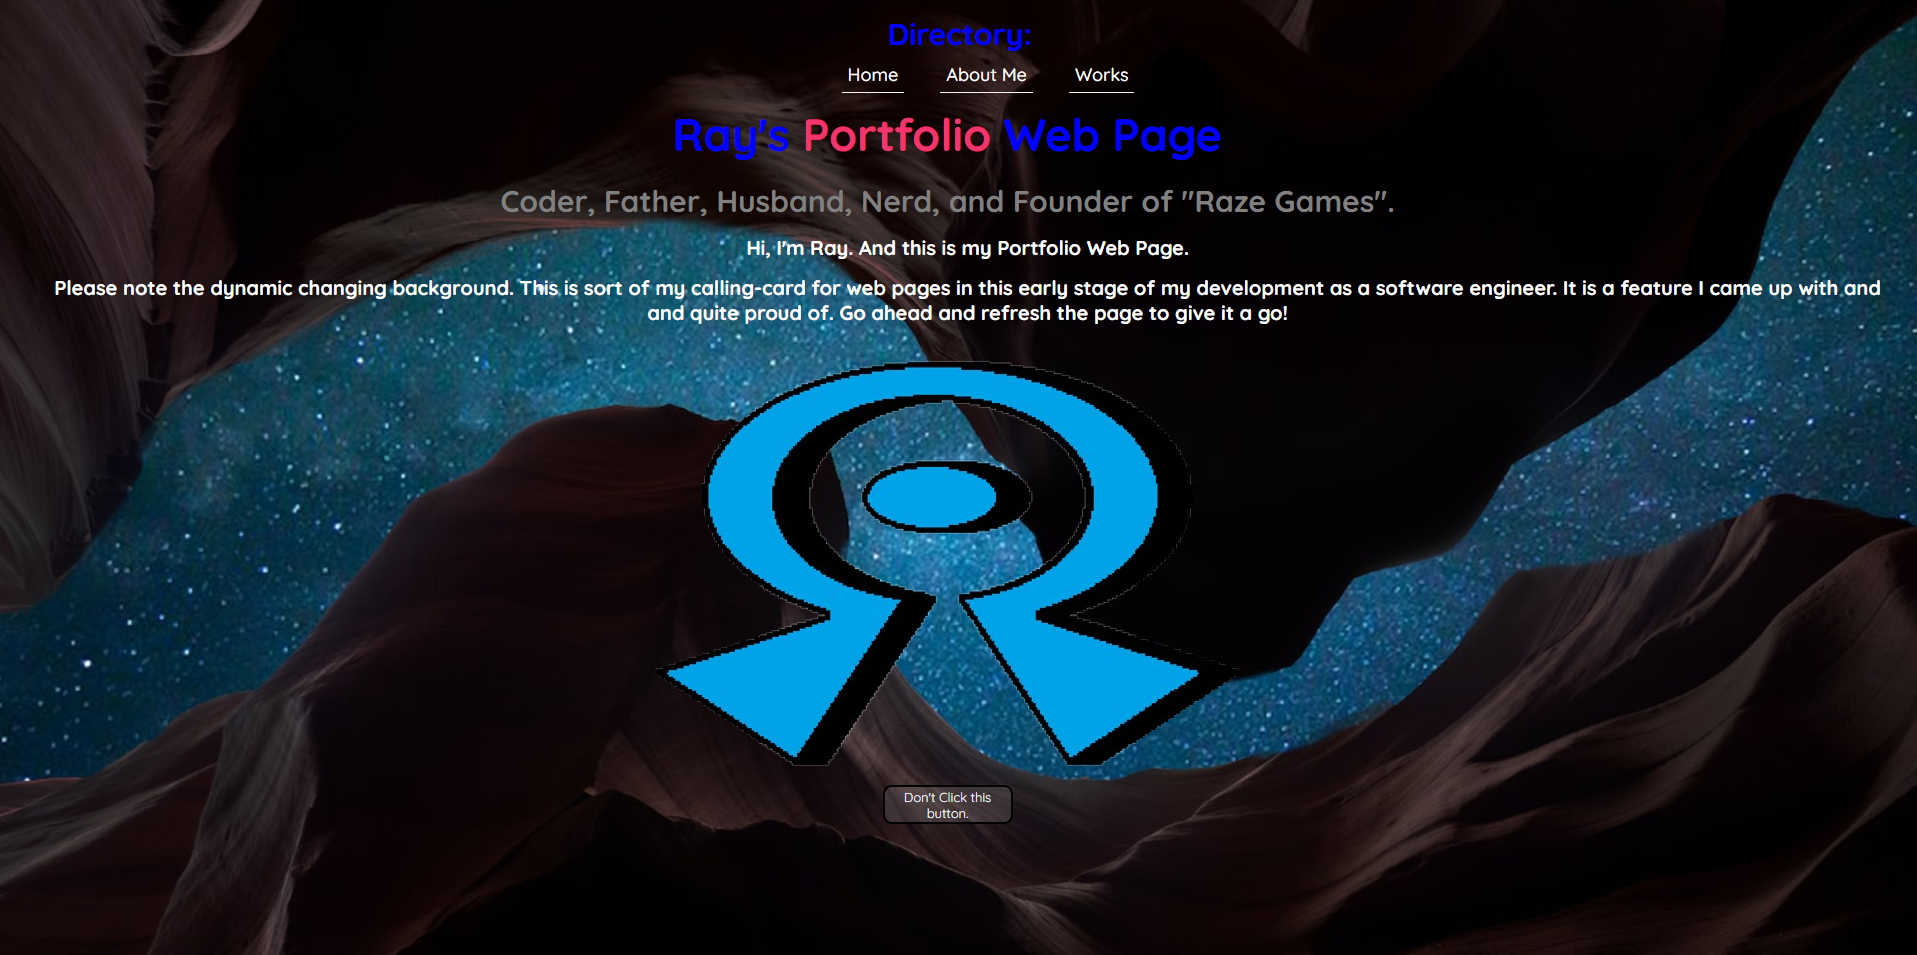 Directory:
Home About Me Works
Ray's Portfolio Web Page
Coder, Father, Husband, Nerd, and Founder of "Raze Games".
Hi, I'm Ray. And this is my Portfolio Web Page.
Please note the dynamic changing background. This is sort of my calling-card for web pages in this early stage of my development as a software engineer. It is a feature I came up with and
and quite proud of. Go ahead and refresh the page to give it a go!
Don't Click this
button.